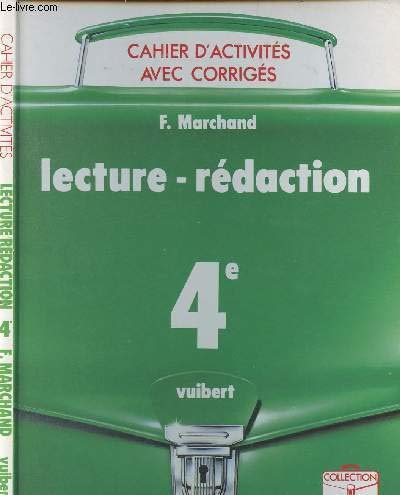 Le-livre.com
CAHIER D'ACTIVITÉS
AVEC CORRIGÉS
F. Marchand
lecture - rédaction
4e
vuibert
COLLECTION
CAHIER D'ACTIVITÉS
LECTURE RÉDACTION 4e F. MARCHAND vuibert